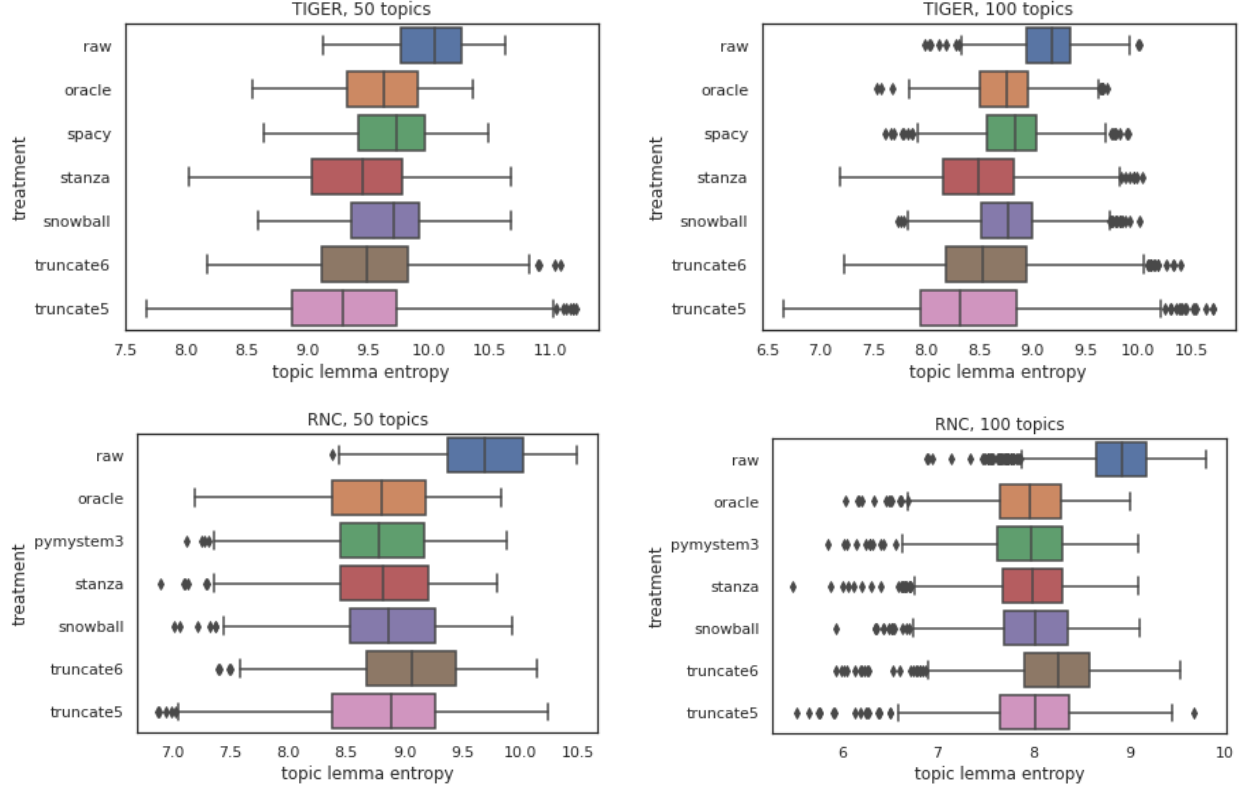 TIGER, 50 topics
treatment
raw
oracle
spacy
stanza
snowball
truncate6
truncate5
7.5 8.0 8.5 9.0 9.5 10.0 10.5 11.0
topic lemma entropy
TIGER, 100 topics
treatment
raw
oracle
spacy
stanza
snowball
truncate6
truncate5
6.5 7.0 7.5 8.0 8.5 9.0 9.5 10.0 10.5
topic lemma entropy
RNC, 50 topics
treatment
raw
oracle
pymystem3
stanza
snowball
truncate6
truncate5
7.0 7.5 8.0 8.5 9.0 9.5 10.0 10.5
topic lemma entropy
RNC, 100 topics
treatment
raw
oracle
pymystem3
stanza
snowball
truncate6
truncate5
6 7 8 9 10
topic lemma entropy